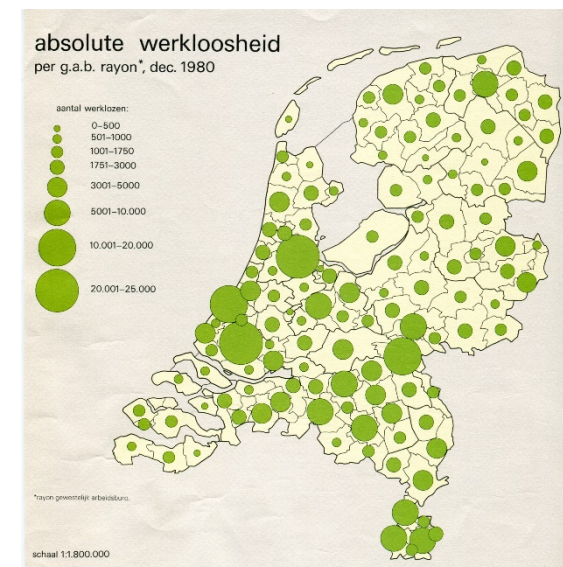 absolute werkloosheid
per g.a.b. rayon*, dec. 1980
aantal werklozen:
0-500
501-1000
1001-1750
1751-3000
3001-5000
5001-10.000
10.001-20.000
20.001-25.000
*rayon gewestelijk arbeidsburo.
schaal 1:1.800.000